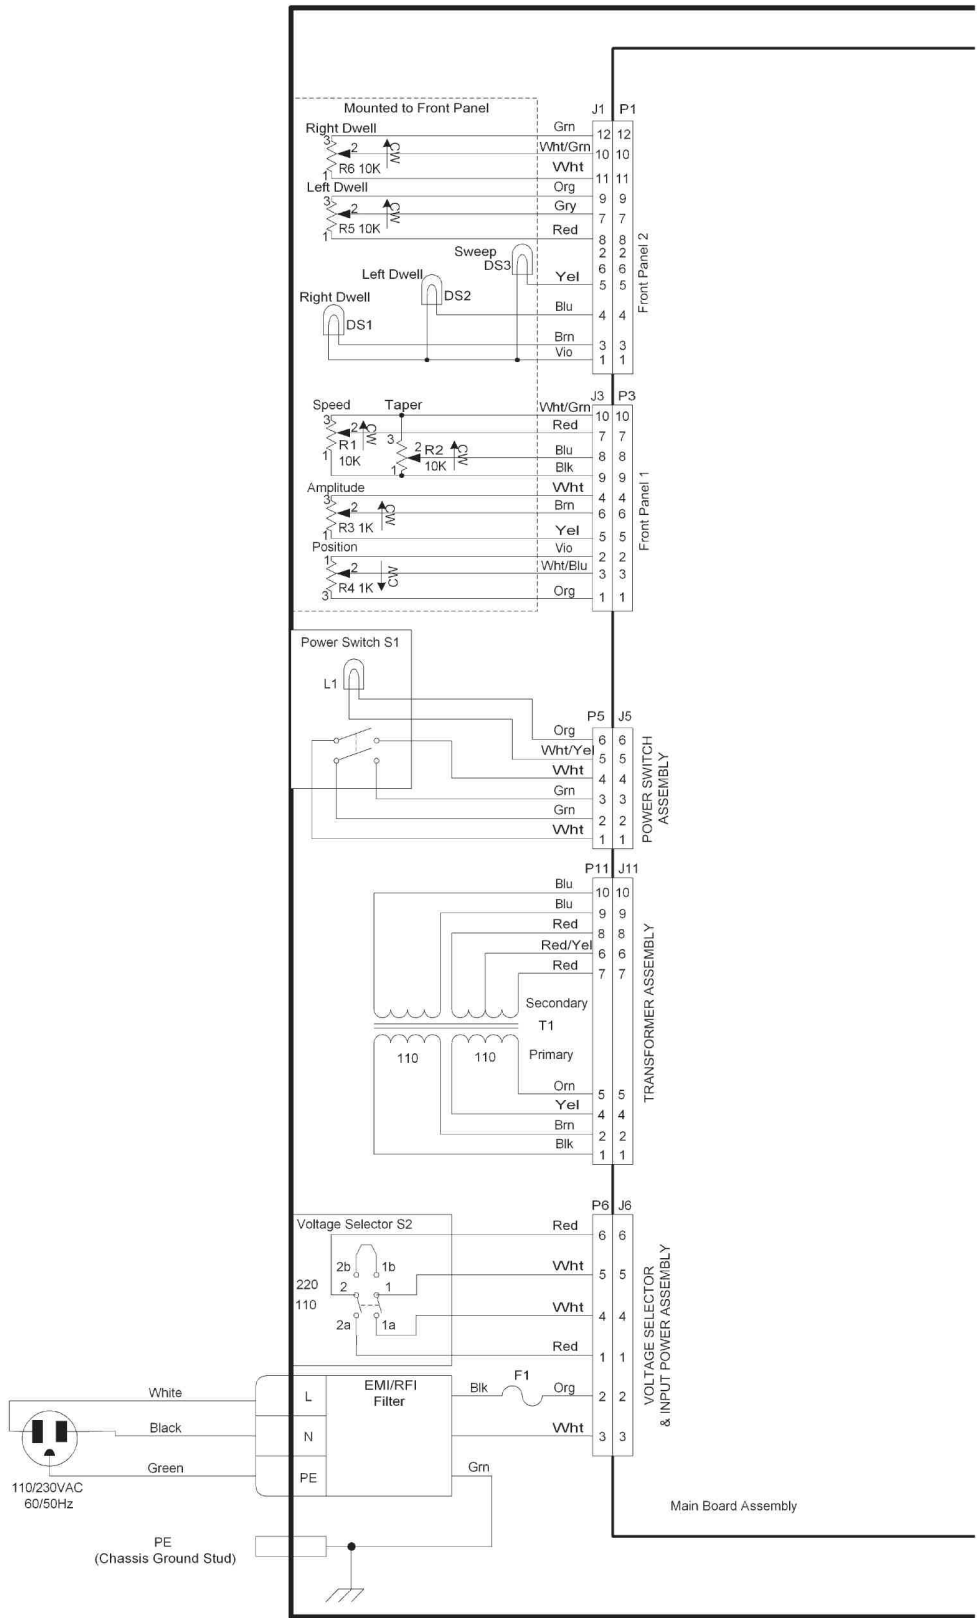 Mounted to Front Panel
J1 P1
Right Dwell
3
2
1
R6 10K
CW
Grn
12 12
Wht/Grn
10 10
Wht
11 11
Left Dwell
3
2
1
R5 10K
CW
Org
9 9
Gry
7 7
Red
8 8
2 2
6 6
Sweep
DS3
Yel
5 5
Left Dwell
DS2
Blu
4 4
Right Dwell
DS1
Brn
3 3
Vio
1 1
Front Panel 2
J3 P3
Speed
3
2
1
R1
10K
CW
Taper
3
2
1
R2
10K
CW
Wht/Grn
10 10
Red
7 7
Blu
8 8
Blk
9 9
Amplitude
3
2
1
R3 1K
CW
Wht
4 4
Brn
6 6
Yel
5 5
Position
1
2
3
R4 1K
CW
Vio
2 2
Wht/Blu
3 3
Org
1 1
Front Panel 1
Power Switch S1
L1
P5 J5
Org
6 6
Wht/Yel
5 5
Wht
4 4
Grn
3 3
Grn
2 2
Wht
1 1
POWER SWITCH
ASSEMBLY
P11 J11
Blu
10 10
Blu
9 9
Red
8 8
Red/Yel
6 6
Red
7 7
Secondary
T1
110
110
Primary
Orn
5 5
Yel
4 4
Brn
2 2
Blk
1 1
TRANSFORMER ASSEMBLY
P6 J6
Voltage Selector S2
2b
1b
220
2
1
110
2a
1a
Red
6 6
Wht
5 5
Wht
4 4
Red
1 1
F1
Blk
Org
2 2
Wht
3 3
VOLTAGE SELECTOR
& INPUT POWER ASSEMBLY
EMI/RFI
Filter
L
N
PE
White
Black
Green
Grn
110/230VAC
60/50Hz
PE
(Chassis Ground Stud)
Main Board Assembly